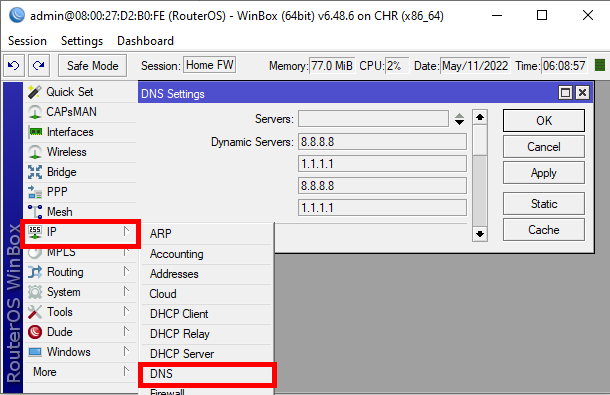 admin@08:00:27:D2:B0:FE (RouterOS) - WinBox (64bit) v6.48.6 on CHR (x86_64)
Session Settings Dashboard
Safe Mode Session: Home FW Memory: 77.0 MiB CPU: 2% Date: May/11/2022 Time: 06:08:57
RouterOS WinBox
Quick Set
CAPsMAN
Interfaces
Wireless
Bridge
PPP
Mesh
IP
MPLS
Routing
System
Tools
Dude
Windows
More
ARP
Accounting
Addresses
Cloud
DHCP Client
DHCP Relay
DHCP Server
DNS
Firewall
DNS Settings
Servers:
Dynamic Servers: 8.8.8.8
1.1.1.1
8.8.8.8
1.1.1.1
OK
Cancel
Apply
Static
Cache